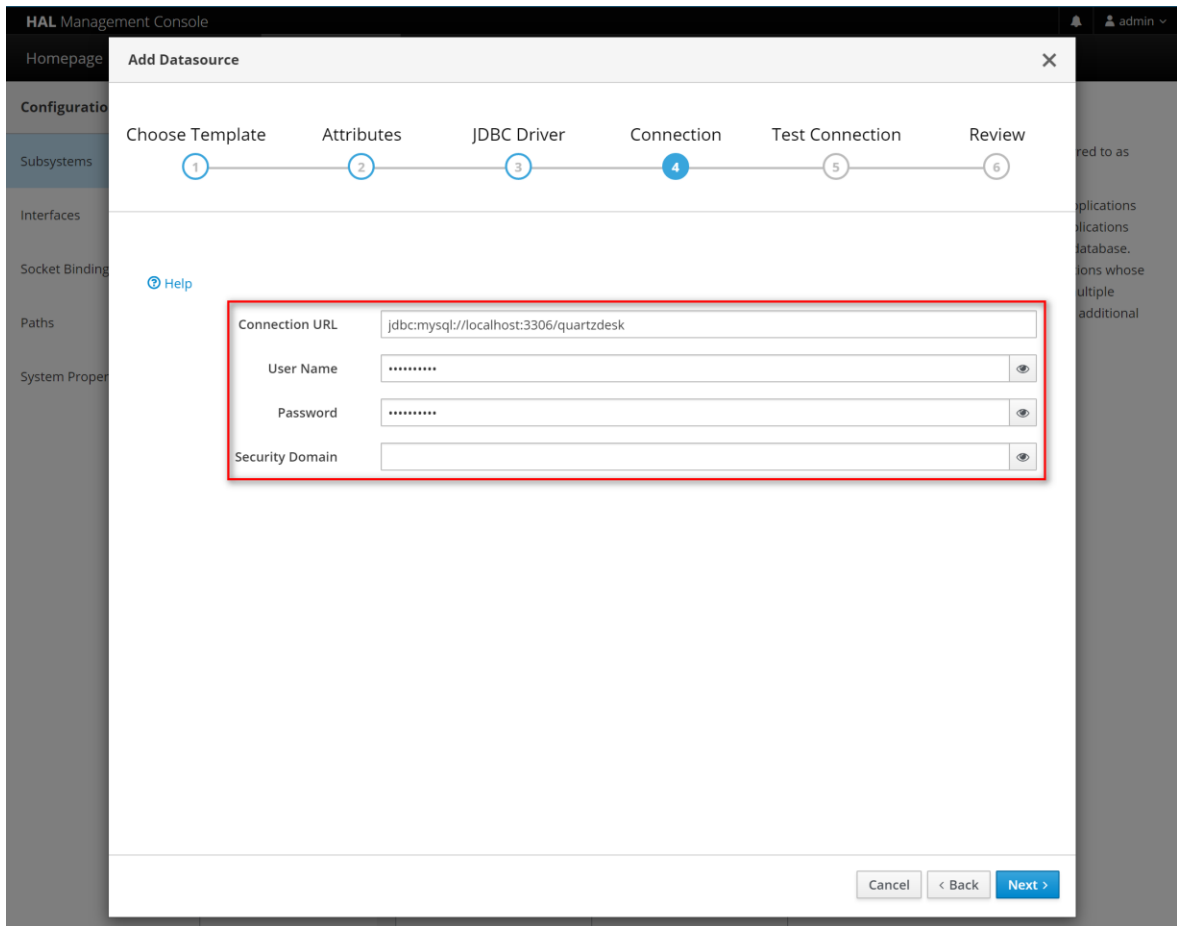 HAL Management Console
admin
Homepage
Add Datasource
Configuratio
Choose Template Attributes JDBC Driver Connection Test Connection Review
1 2 3 4 5 6
Subsystems
red to as
Interfaces
plications
plications
database.
Socket Binding
ions whose
Help
ultiple
additional
Paths
Connection URL jdbc:mysql://localhost:3306/quartzdesk
User Name ••••••••••
System Proper
Password ••••••••••
Security Domain
Cancel < Back Next >